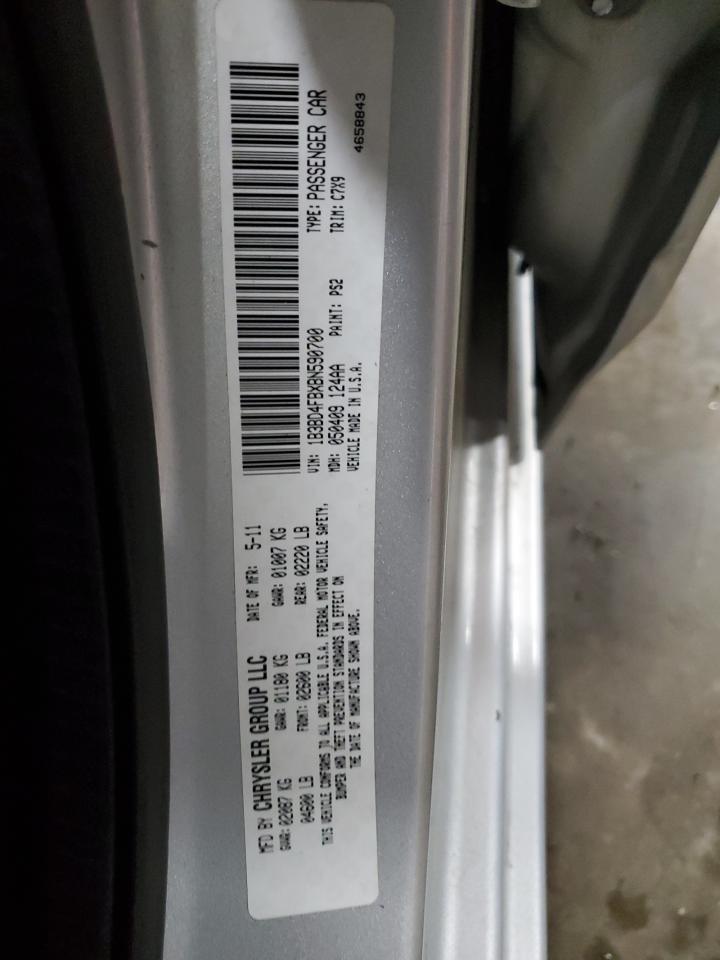 MFD BY CHRYSLER GROUP LLC
DATE OF MFR: 5-11
GVWR: 02087 KG
GAWR: 01180 KG
GAWR: 01007 KG
04600 LB
FRONT: 02600 LB
REAR: 02220 LB
THIS VEHICLE CONFORMS TO ALL APPLICABLE U.S.A. FEDERAL MOTOR VEHICLE SAFETY,
BUMPER AND THEFT PREVENTION STANDARDS IN EFFECT ON
THE DATE OF MANUFACTURE SHOWN ABOVE.
VIN: 1B3BD4FBXBN590700
TYPE: PASSENGER CAR
MDH: 050409 124AA
PAINT: PS2
TRIM: C7X9
VEHICLE MADE IN U.S.A.
4658843